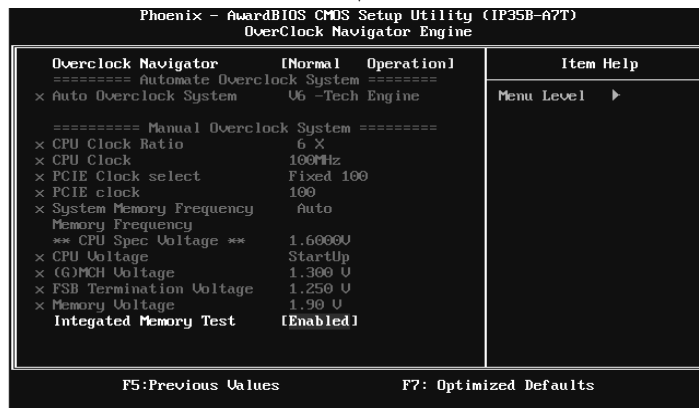 Phoenix - AwardBIOS CMOS Setup Utility (IP35B-A7T)
OverClock Navigator Engine
Overclock Navigator [Normal Operation] Item Help
========= Automate Overclock System ========
x Auto Overclock System V6 -Tech Engine Menu Level ▶
========== Manual Overclock System =========
x CPU Clock Ratio 6 X
x CPU Clock 100MHz
x PCIE Clock select Fixed 100
x PCIE clock 100
x System Memory Frequency Auto
Memory Frequency
** CPU Spec Voltage ** 1.6000V
x CPU Voltage StartUp
x (G)MCH Voltage 1.300 V
x FSB Termination Voltage 1.250 V
x Memory Voltage 1.90 V
Integated Memory Test [Enabled]
F5:Previous Values F7: Optimized Defaults